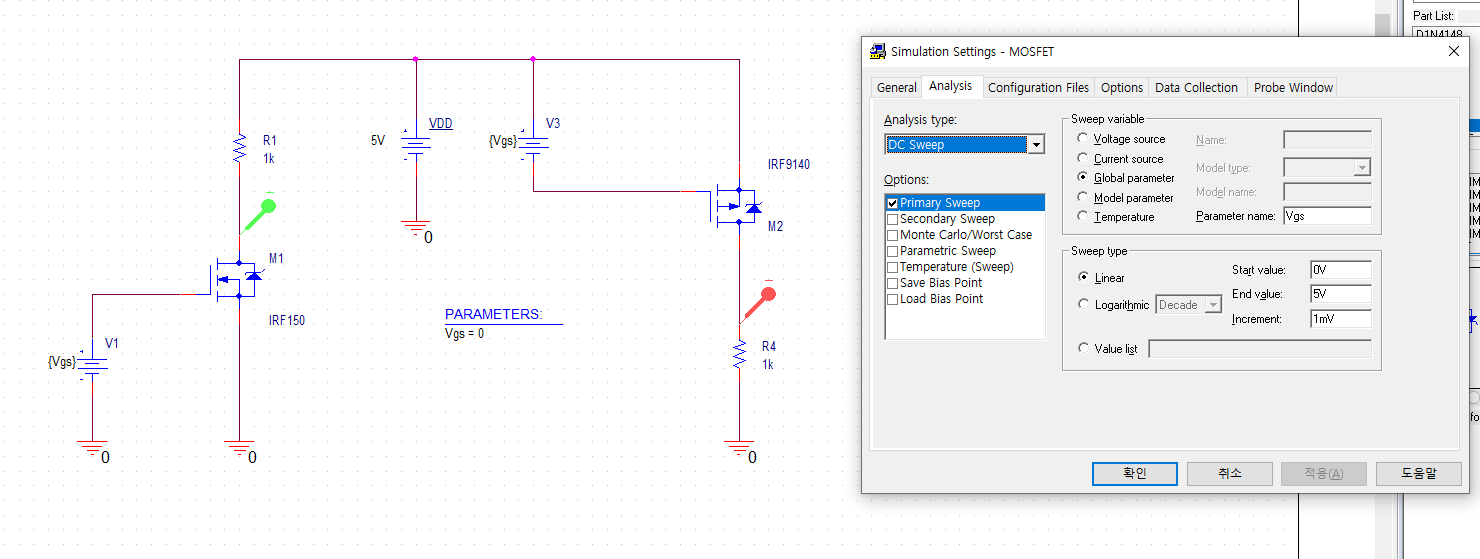 Part List:
D1N4148
Simulation Settings - MOSFET
General
Analysis
Configuration Files
Options
Data Collection
Probe Window
Analysis type:
DC Sweep
Options:
Primary Sweep
Secondary Sweep
Monte Carlo/Worst Case
Parametric Sweep
Temperature (Sweep)
Save Bias Point
Load Bias Point
Sweep variable
Voltage source
Current source
Global parameter
Model parameter
Temperature
Name:
Model type:
Model name:
Parameter name:
Vgs
Sweep type
Linear
Logarithmic
Decade
Value list
Start value:
0V
End value:
5V
Increment:
1mV
확인
취소
적용(A)
도움말
R1
1k
5V
VDD
{Vgs}
V3
IRF9140
M2
0
M1
IRF150
PARAMETERS:
Vgs = 0
R4
1k
V1
{Vgs}
0
0
0